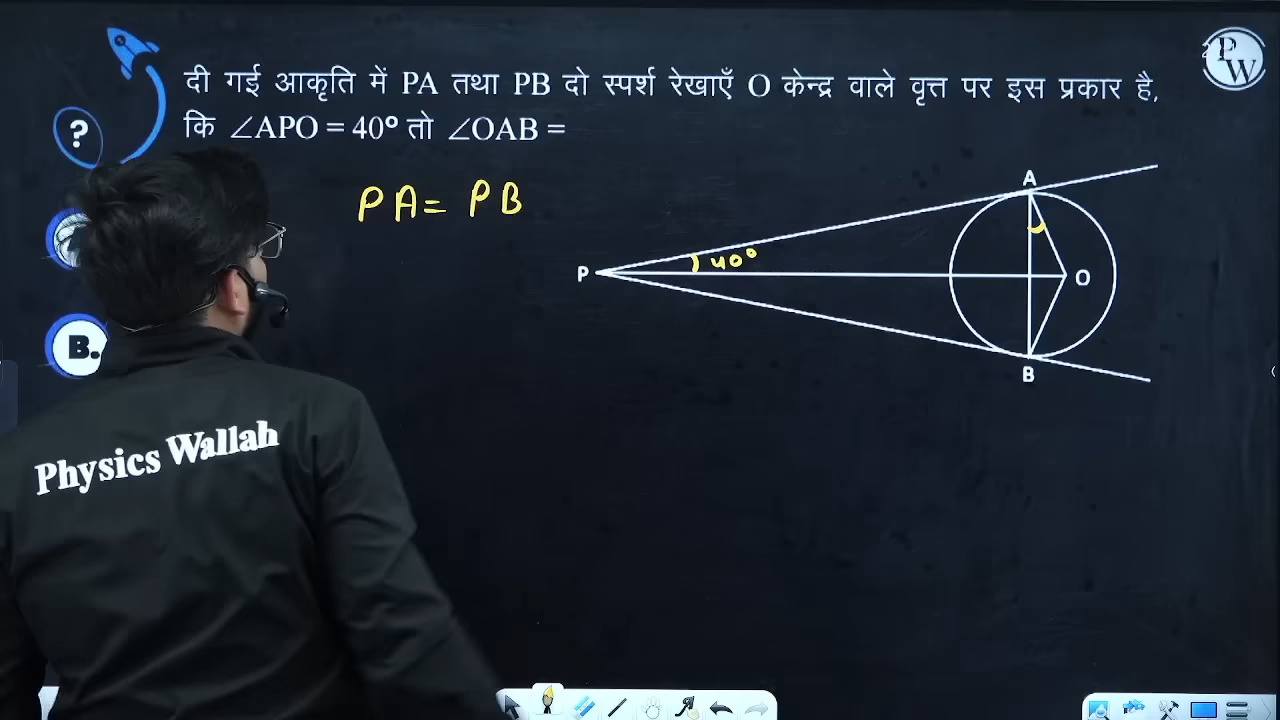 दी गई आकृति में PA तथा PB दो स्पर्श रेखाएँ O केन्द्र वाले वृत्त पर इस प्रकार है,
कि ∠APO = 40° तो ∠OAB =
PW
?
PA = PB
A
P
40°
O
B
B.
Physics Wallah